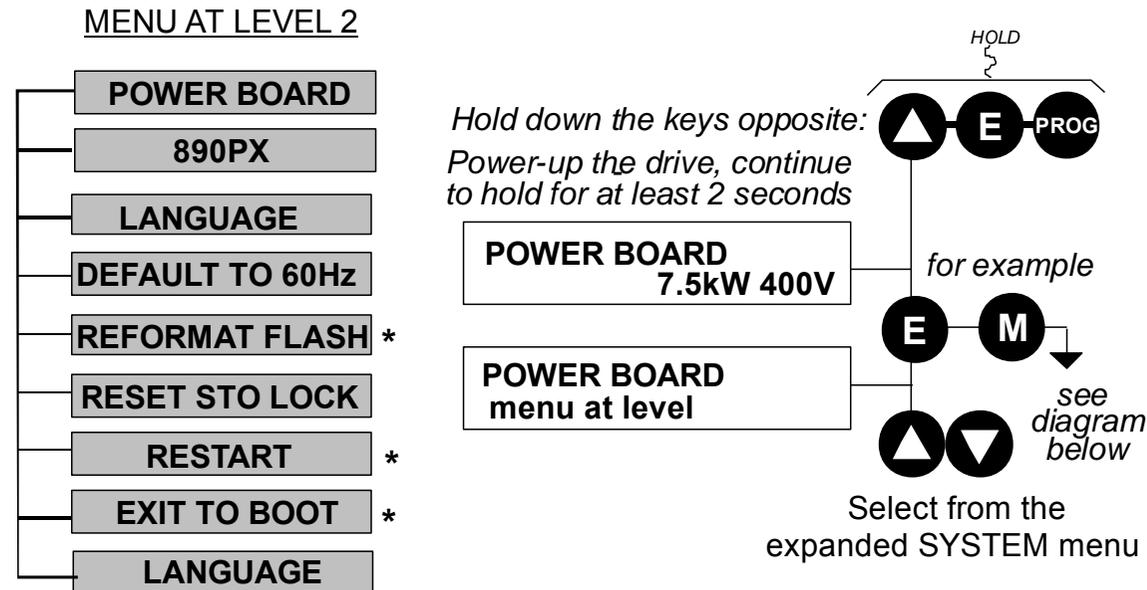 MENU AT LEVEL 2
POWER BOARD
890PX
LANGUAGE
DEFAULT TO 60Hz
REFORMAT FLASH *
RESET STO LOCK
RESTART *
EXIT TO BOOT *
LANGUAGE
HOLD
Hold down the keys opposite:
E
PROG
Power-up the drive, continue
to hold for at least 2 seconds
POWER BOARD
7.5kW 400V
for example
E
M
POWER BOARD
menu at level
see
diagram
below
Select from the
expanded SYSTEM menu